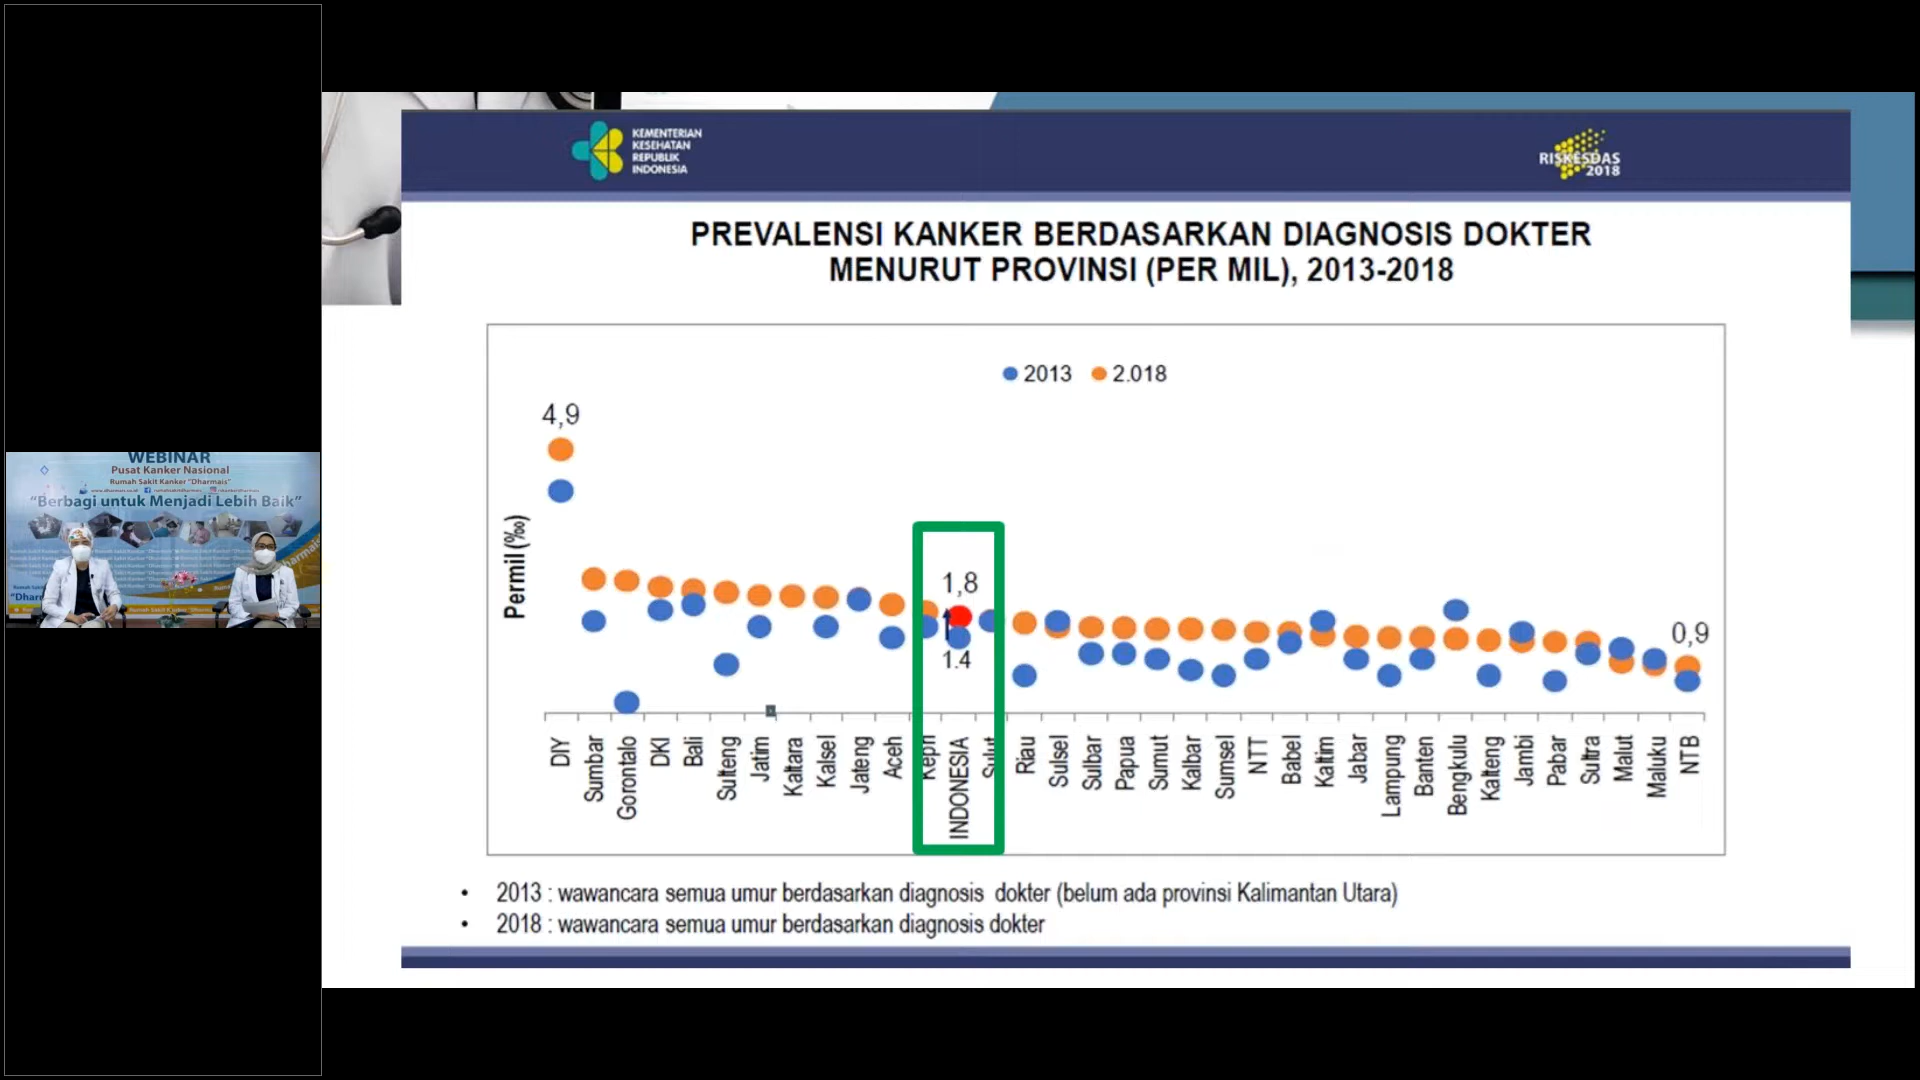 WEBINAR
Pusat Kanker Nasional
Rumah Sakit Kanker "Dharmais"
"Berbagi untuk Menjadi Lebih Baik"
KEMENTERIAN
KESEHATAN
REPUBLIK
INDONESIA
RISKESDAS
2018
PREVALENSI KANKER BERDASARKAN DIAGNOSIS DOKTER
MENURUT PROVINSI (PER MIL), 2013-2018
2013 2.018
4,9
Permil (‰)
1,8
1.4
0,9
DIY
Sumbar
Gorontalo
DKI
Bali
Sulteng
Jatim
Kaltara
Kalsel
Jateng
Aceh
Kepri
INDONESIA
Sulut
Riau
Sulsel
Sulbar
Papua
Sumut
Kalbar
Sumsel
NTT
Babel
Kaltim
Jabar
Lampung
Banten
Bengkulu
Kalteng
Jambi
Pabar
Sultra
Malut
Maluku
NTB
• 2013 : wawancara semua umur berdasarkan diagnosis dokter (belum ada provinsi Kalimantan Utara)
• 2018 : wawancara semua umur berdasarkan diagnosis dokter